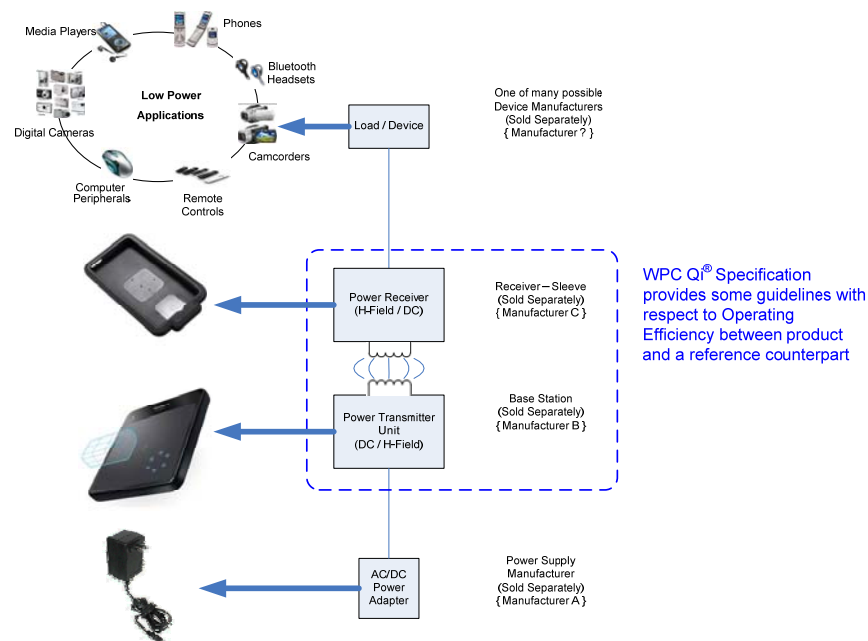 Phones
Media Players
Bluetooth
Headsets
Low Power
Applications
Digital Cameras
Camcorders
Computer
Peripherals
Remote
Controls
Load / Device
One of many possible
Device Manufacturers
(Sold Separately)
{ Manufacturer ? }
Power Receiver
(H-Field / DC)
Receiver－Sleeve
(Sold Separately)
{ Manufacturer C }
WPC Qi® Specification
provides some guidelines with
respect to Operating
Efficiency between product
and a reference counterpart
Power Transmitter
Unit
(DC / H-Field)
Base Station
(Sold Separately)
{ Manufacturer B }
AC/DC
Power
Adapter
Power Supply
Manufacturer
(Sold Separately)
{ Manufacturer A }